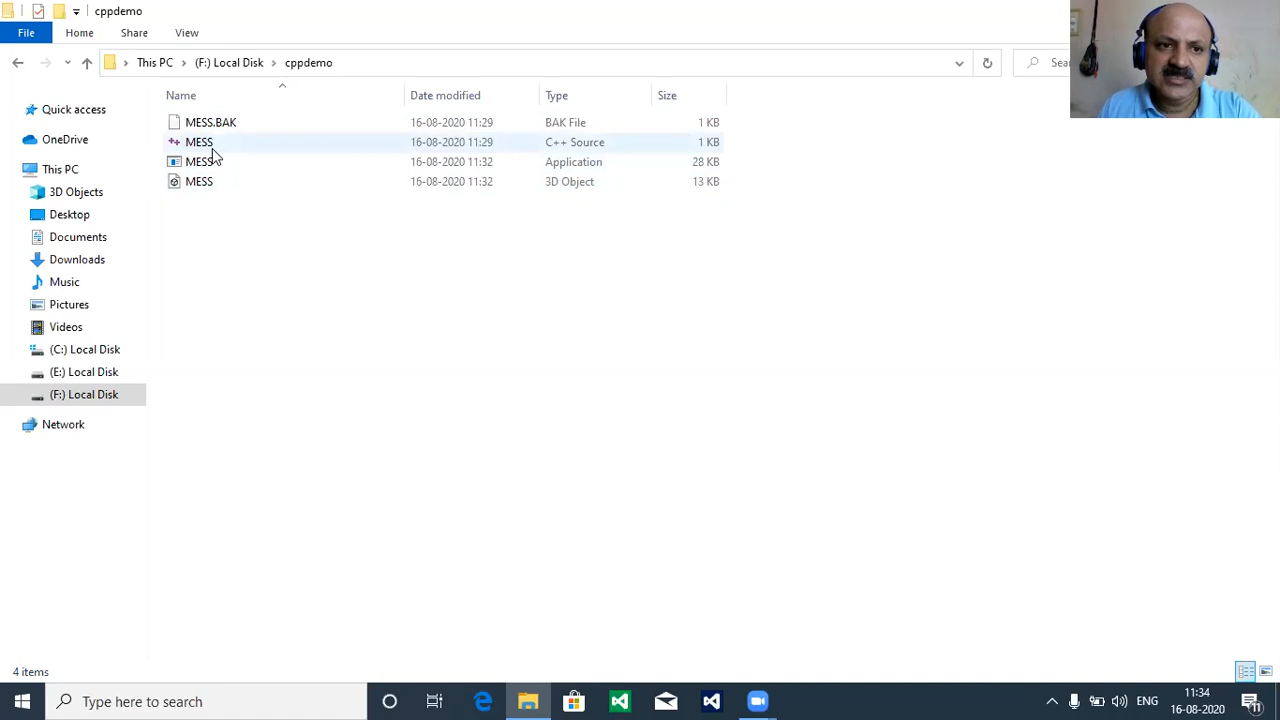 cppdemo
File Home Share View
This PC (F:) Local Disk cppdemo
Name Date modified Type Size
MESS.BAK 16-08-2020 11:29 BAK File 1 KB
MESS 16-08-2020 11:29 C++ Source 1 KB
MESS 16-08-2020 11:32 Application 28 KB
MESS 16-08-2020 11:32 3D Object 13 KB
Quick access
OneDrive
This PC
3D Objects
Desktop
Documents
Downloads
Music
Pictures
Videos
(C:) Local Disk
(E:) Local Disk
(F:) Local Disk
Network
4 items
Type here to search
ENG
11:34
16-08-2020
11